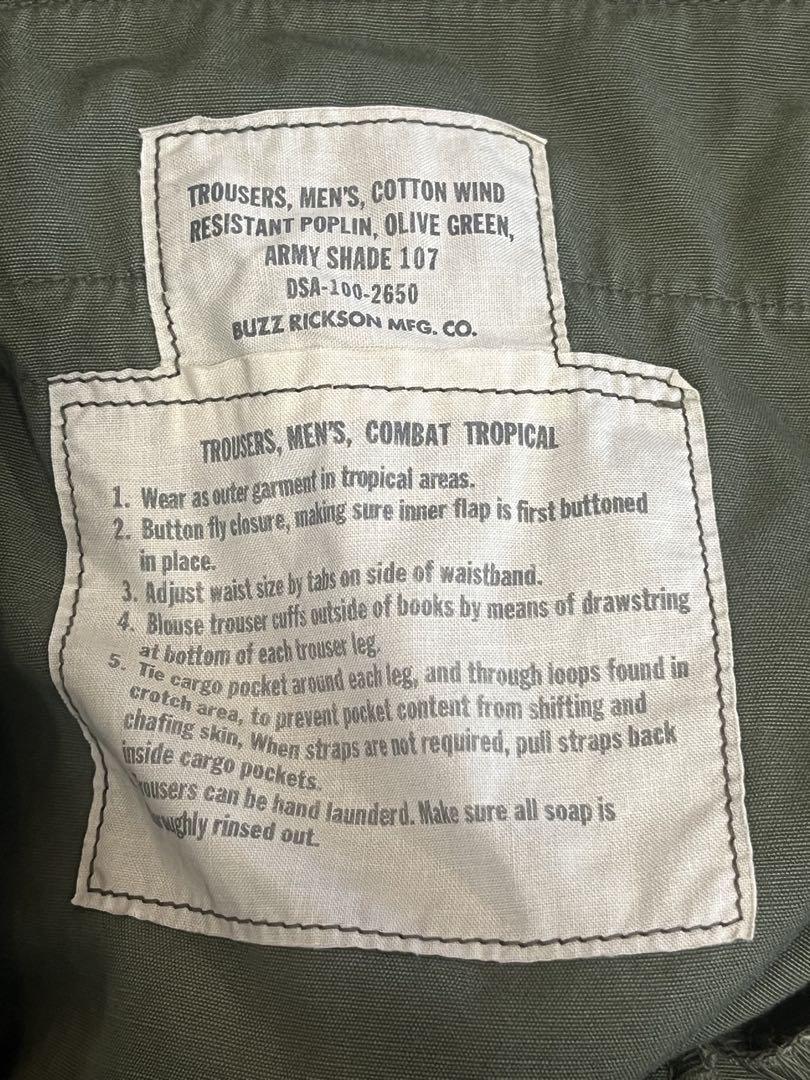 TROUSERS, MEN'S, COTTON WIND
RESISTANT POPLIN, OLIVE GREEN,
ARMY SHADE 107
DSA-100-2650
BUZZ RICKSON MFG. CO.
TROUSERS, MEN'S, COMBAT TROPICAL
1. Wear as outer garment in tropical areas.
2. Button fly closure, making sure inner flap is first buttoned
in place.
3. Adjust waist size by tabs on side of waistband.
4. Blouse trouser cuffs outside of books by means of drawstring
at bottom of each trouser leg.
5. Tie cargo pocket around each leg, and through loops found in
crotch area, to prevent pocket content from shifting and
chafing skin, When straps are not required, pull straps back
inside cargo pockets.
rousers can be hand launderd. Make sure all soap is
rinsed out.